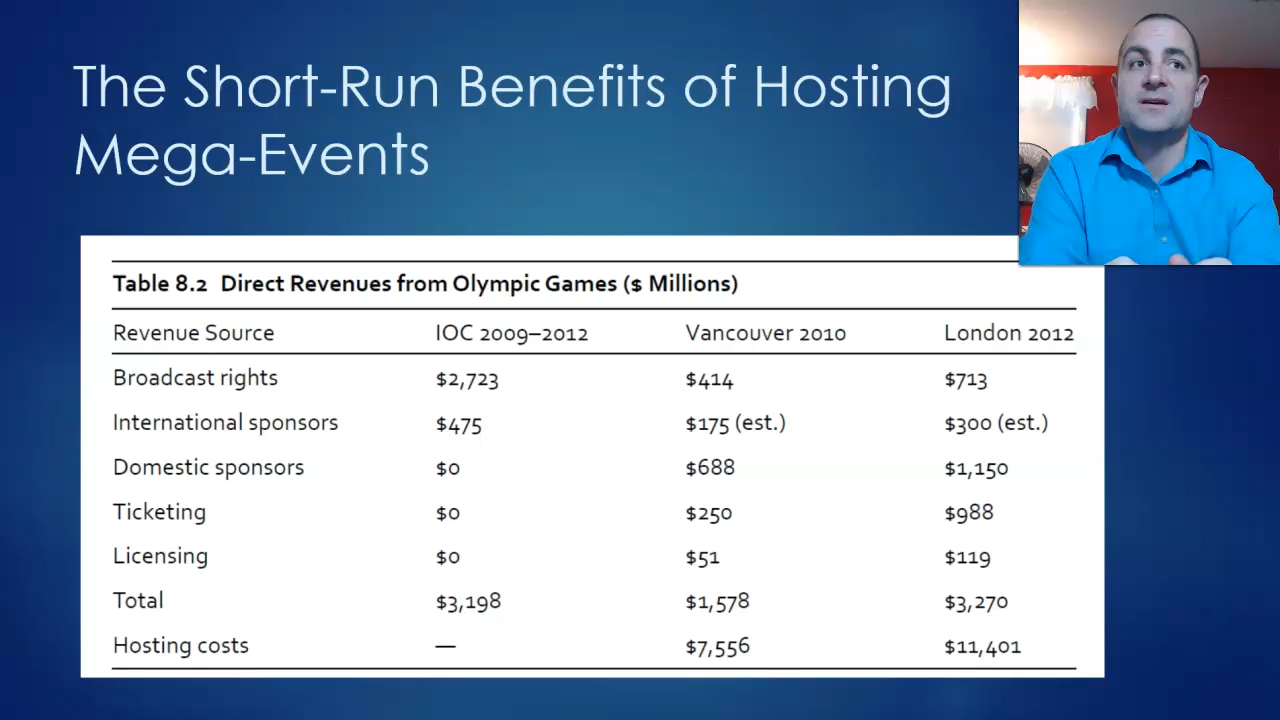 The Short-Run Benefits of Hosting
Mega-Events
Table 8.2 Direct Revenues from Olympic Games ($ Millions)
Revenue Source IOC 2009–2012 Vancouver 2010 London 2012
Broadcast rights $2,723 $414 $713
International sponsors $475 $175 (est.) $300 (est.)
Domestic sponsors $0 $688 $1,150
Ticketing $0 $250 $988
Licensing $0 $51 $119
Total $3,198 $1,578 $3,270
Hosting costs — $7,556 $11,401